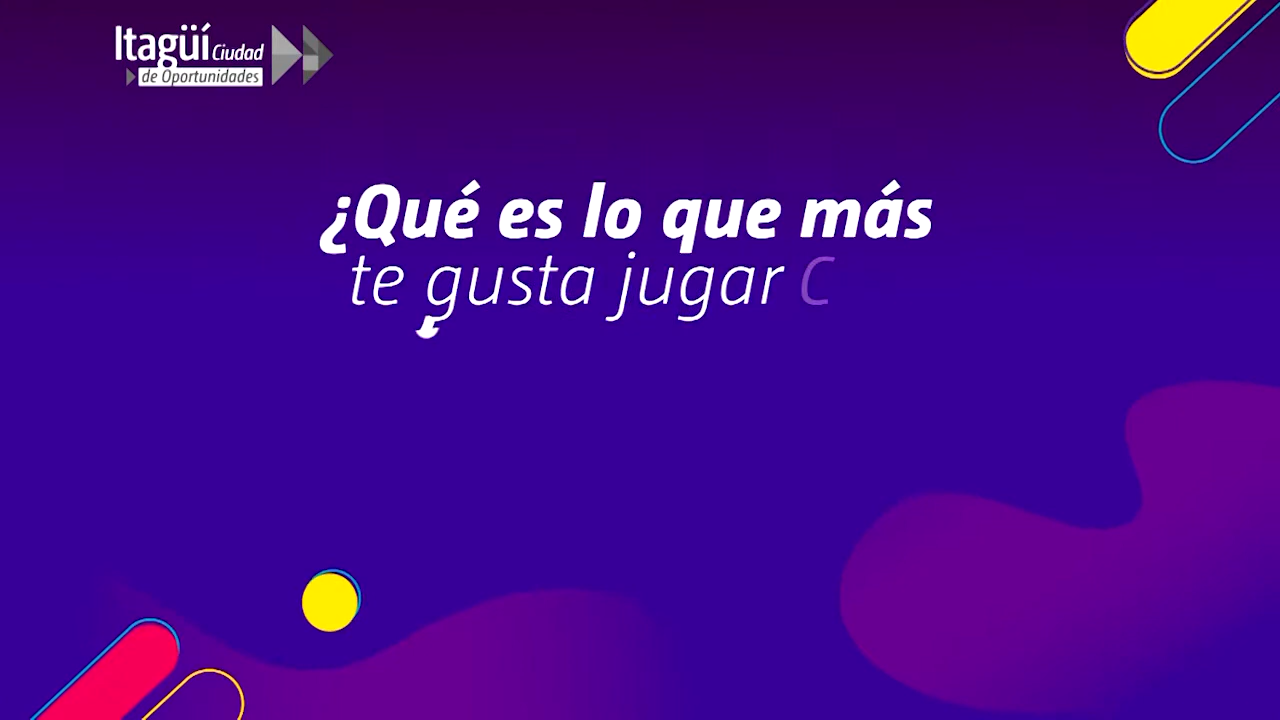 Itagüí Ciudad
de Oportunidades
¿Qué es lo que más
te gusta jugar C